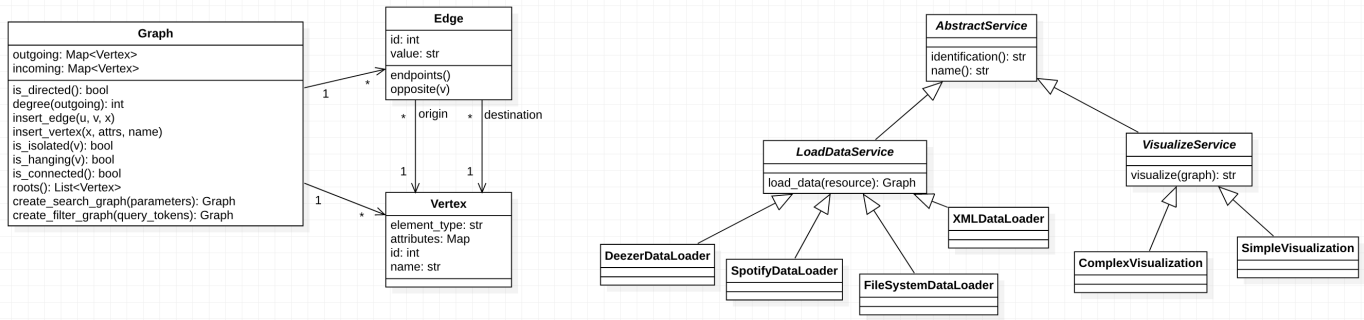 Graph
outgoing: Map<Vertex>
incoming: Map<Vertex>
is_directed(): bool
degree(outgoing): int
insert_edge(u, v, x)
insert_vertex(x, attrs, name)
is_isolated(v): bool
is_hanging(v): bool
is_connected(): bool
roots(): List<Vertex>
create_search_graph(parameters): Graph
create_filter_graph(query_tokens): Graph
1
*
1
*
Edge
id: int
value: str
endpoints()
opposite(v)
* origin
* destination
1
1
Vertex
element_type: str
attributes: Map
id: int
name: str
AbstractService
identification(): str
name(): str
LoadDataService
load_data(resource): Graph
VisualizeService
visualize(graph): str
DeezerDataLoader
SpotifyDataLoader
FileSystemDataLoader
XMLDataLoader
ComplexVisualization
SimpleVisualization